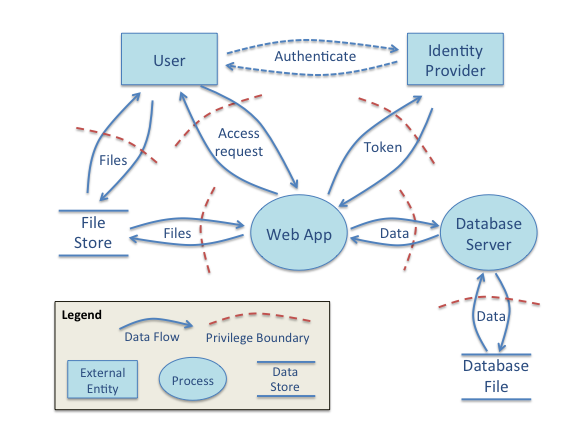 User
Authenticate
Identity
Provider
Access
request
Files
Token
File
Store
Files
Web App
Data
Database
Server
Data
Database
File
Legend
Data Flow
Privilege Boundary
External
Entity
Process
Data
Store